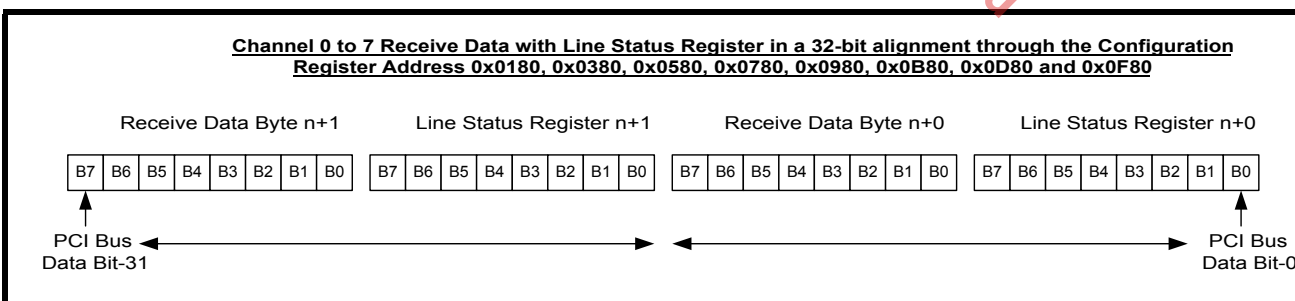 Channel 0 to 7 Receive Data with Line Status Register in a 32-bit alignment through the Configuration
Register Address 0x0180, 0x0380, 0x0580, 0x0780, 0x0980, 0x0B80, 0x0D80 and 0x0F80
Receive Data Byte n+1 Line Status Register n+1 Receive Data Byte n+0 Line Status Register n+0
B7 B6 B5 B4 B3 B2 B1 B0 B7 B6 B5 B4 B3 B2 B1 B0 B7 B6 B5 B4 B3 B2 B1 B0 B7 B6 B5 B4 B3 B2 B1 B0
PCI Bus PCI Bus
Data Bit-31 Data Bit-0